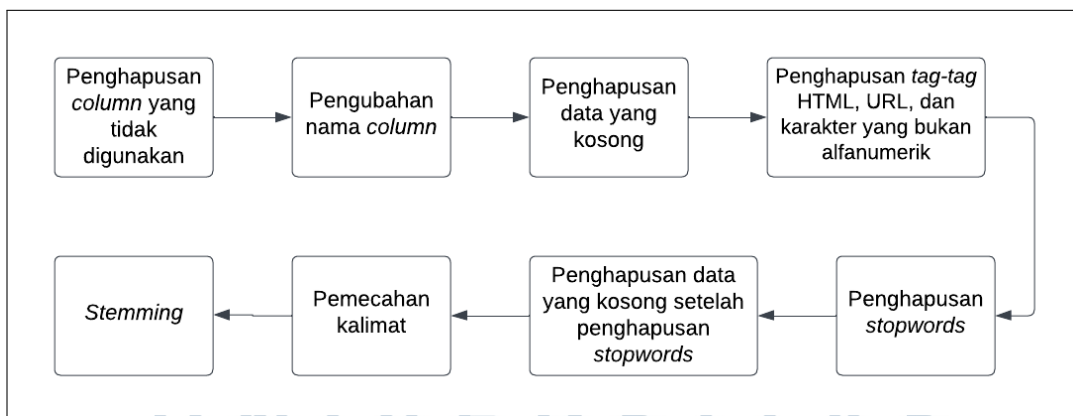 Penghapusan
column yang
tidak
digunakan
Pengubahan
nama column
Penghapusan
data yang
kosong
Penghapusan tag-tag
HTML, URL, dan
karakter yang bukan
alfanumerik
Penghapusan
stopwords
Penghapusan data
yang kosong setelah
penghapusan
stopwords
Pemecahan
kalimat
Stemming